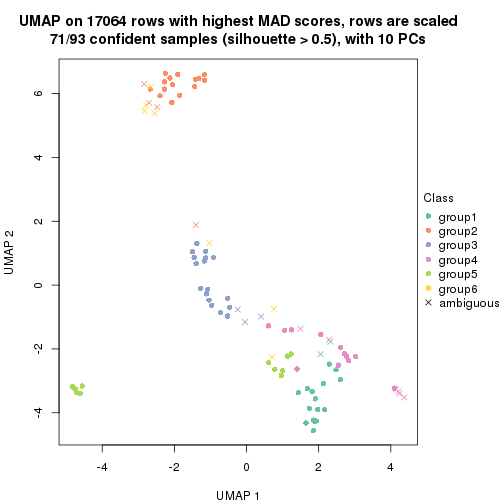 UMAP on 17064 rows with highest MAD scores, rows are scaled
71/93 confident samples (silhouette > 0.5), with 10 PCs
UMAP 2
6
4
2
0
-2
-4
-4
-2
0
2
4
UMAP 1
Class
group1
group2
group3
group4
group5
group6
ambiguous